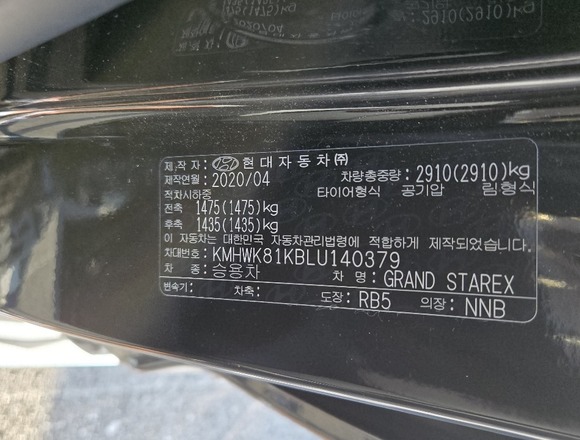 제 작 자: 현대자동차㈜
제작연월: 2020/04 차량총중량: 2910(2910)kg
적차시하중 타이어형식 공기압 림형식
전축 1475(1475)kg
후축 1435(1435)kg
이 자동차는 대한민국 자동차관리법령에 적합하게 제작되었습니다.
차대번호: KMHWK81KBLU140379
차 종: 승용차 차 명: GRAND STAREX
변속기: 차축: 도장: RB5 의장: NNB